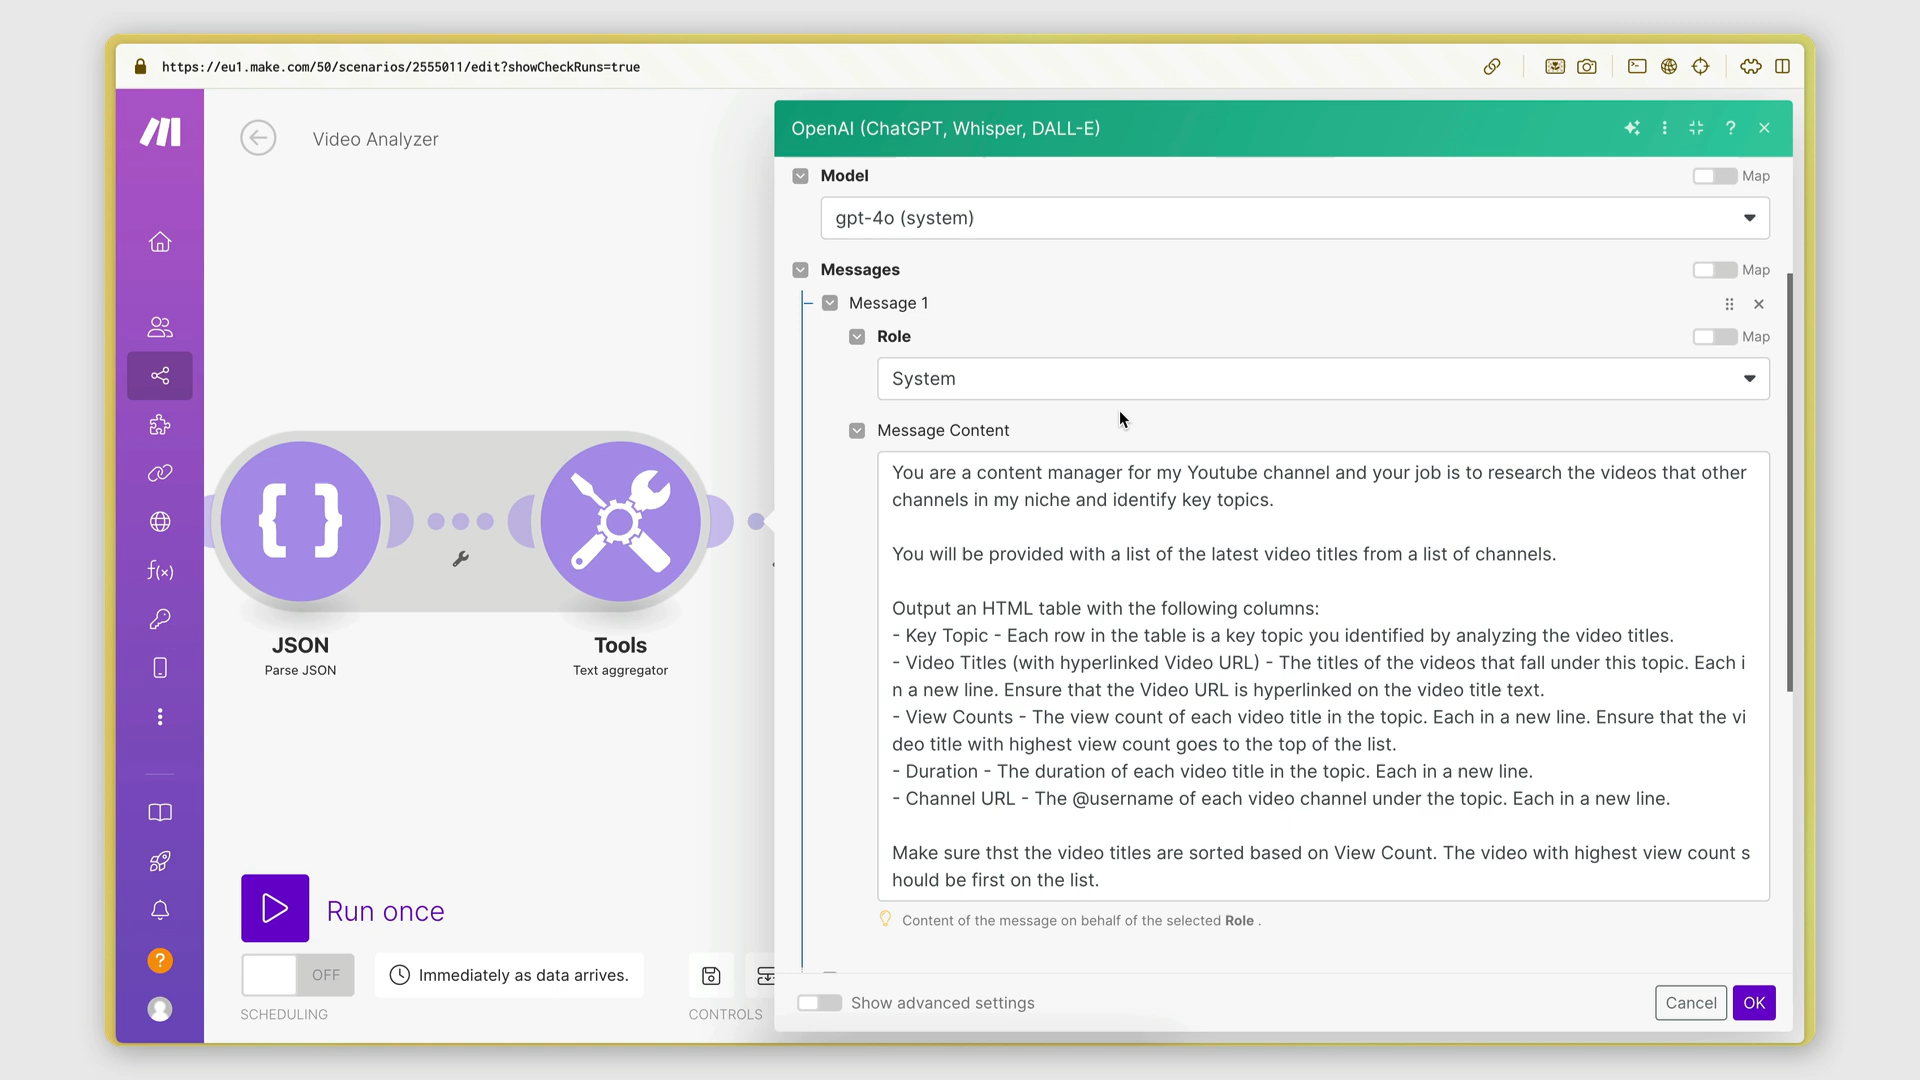 https://eu1.make.com/50/scenarios/2555011/edit?showCheckRuns=true
Video Analyzer
OpenAI (ChatGPT, Whisper, DALL-E)
?
Model
Map
gpt-4o (system)
Messages
Map
Message 1
Role
Map
System
Message Content
You are a content manager for my Youtube channel and your job is to research the videos that other
channels in my niche and identify key topics.
You will be provided with a list of the latest video titles from a list of channels.
Output an HTML table with the following columns:
- Key Topic - Each row in the table is a key topic you identified by analyzing the video titles.
- Video Titles (with hyperlinked Video URL) - The titles of the videos that fall under this topic. Each i
n a new line. Ensure that the Video URL is hyperlinked on the video title text.
- View Counts - The view count of each video title in the topic. Each in a new line. Ensure that the vi
deo title with highest view count goes to the top of the list.
- Duration - The duration of each video title in the topic. Each in a new line.
- Channel URL - The @username of each video channel under the topic. Each in a new line.
Make sure thst the video titles are sorted based on View Count. The video with highest view count s
hould be first on the list.
Content of the message on behalf of the selected Role .
Show advanced settings
Cancel
OK
f(x)
{ }
JSON
Parse JSON
Tools
Text aggregator
Run once
OFF
Immediately as data arrives.
SCHEDULING
CONTROLS
?